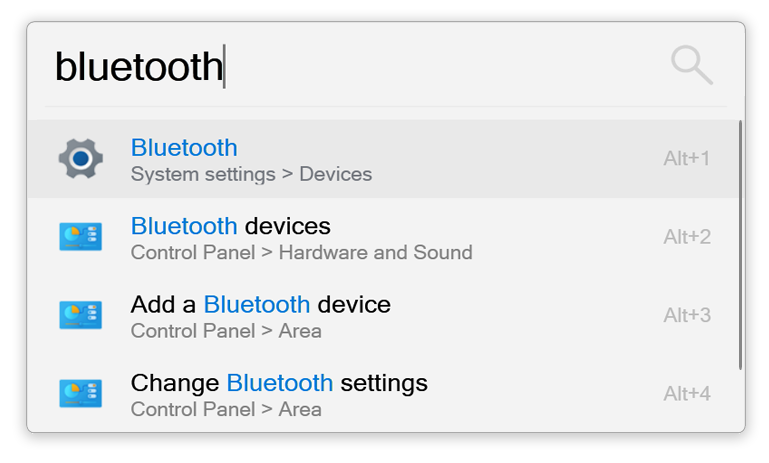 bluetooth
Bluetooth
System settings > Devices
Alt+1
Bluetooth devices
Control Panel > Hardware and Sound
Alt+2
Add a Bluetooth device
Control Panel > Area
Alt+3
Change Bluetooth settings
Control Panel > Area
Alt+4